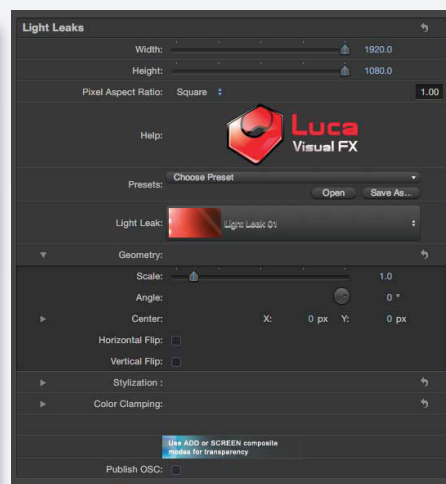 Light Leaks
Width: 1920.0
Height: 1080.0
Pixel Aspect Ratio: Square 1.00
Help: Luca
Visual FX
Presets: Choose Preset
Open Save As...
Light Leak: Light Leak 01
Geometry:
Scale: 1.0
Angle: 0 °
Center: X: 0 px Y: 0 px
Horizontal Flip:
Vertical Flip:
Stylization :
Color Clamping:
Use ADD or SCREEN composite
modes for transparency
Publish OSC: